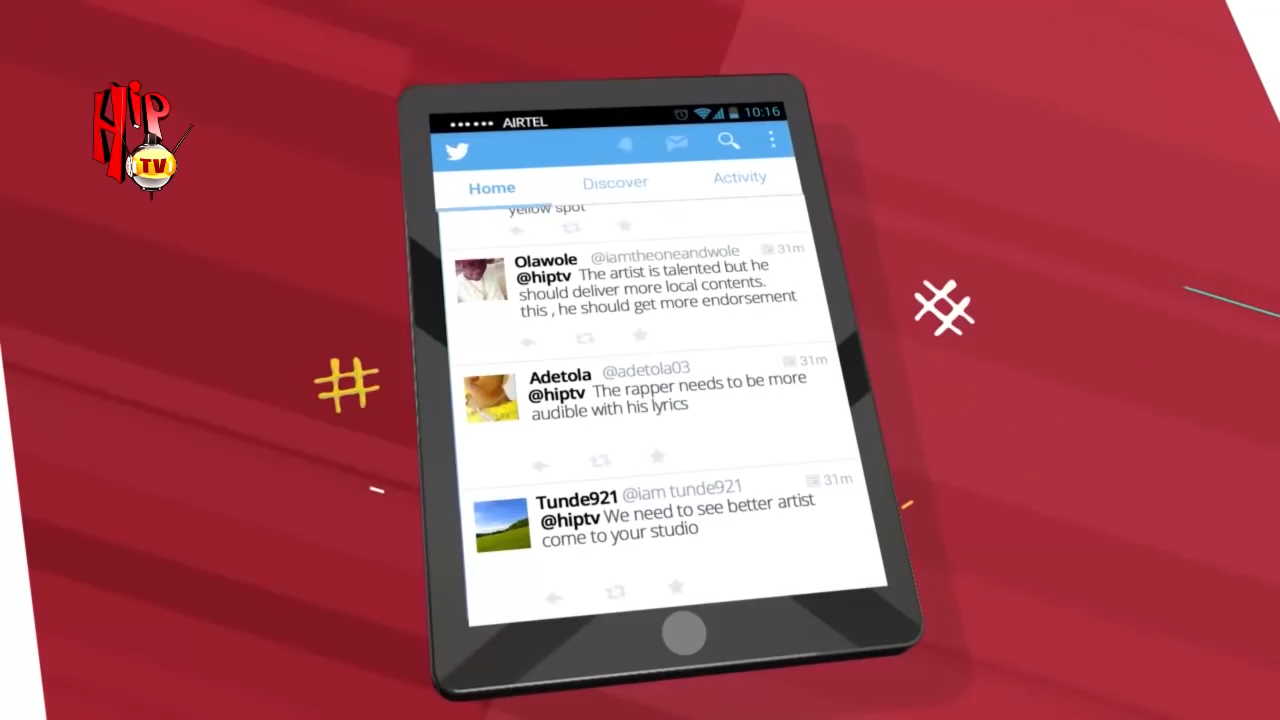 HiP
TV
AIRTEL
10:16
Home
Discover
Activity
yellow spot
Olawole @iamtheoneandwole 31m
@hiptv The artist is talented but he
should deliver more local contents.
this , he should get more endorsement
Adetola @adetola03 31m
@hiptv The rapper needs to be more
audible with his lyrics
Tunde921 @iam tunde921 31m
@hiptv We need to see better artist
come to your studio